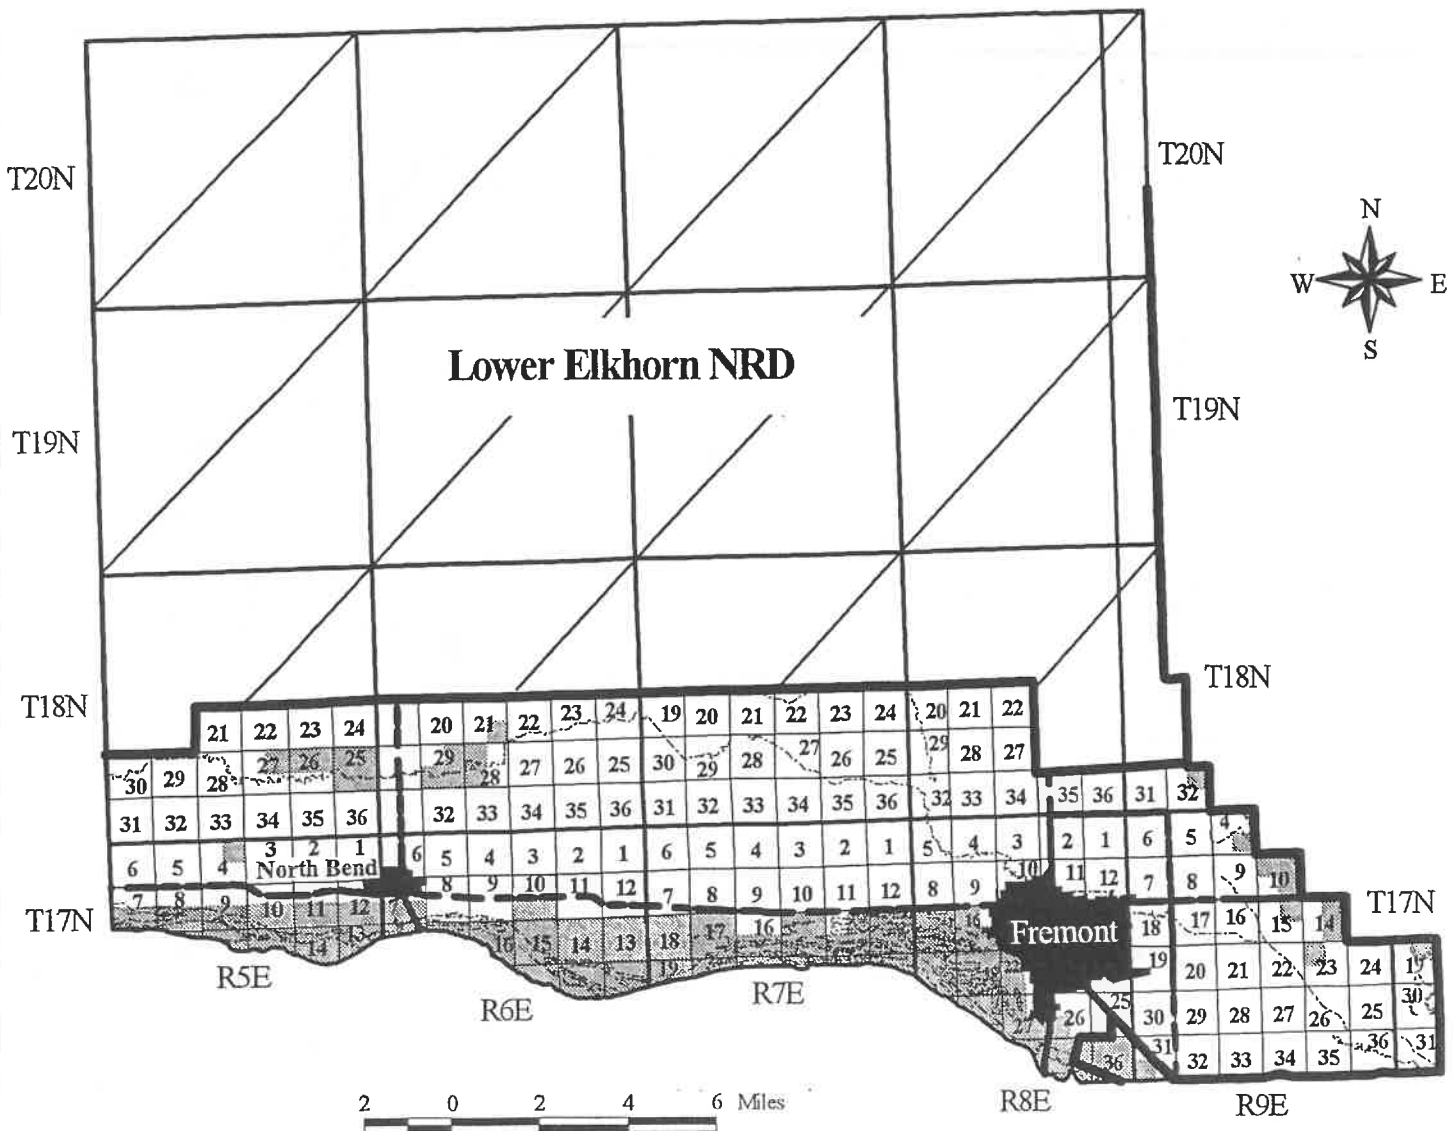 T20N
T20N
N
W E
S
Lower Elkhorn NRD
T19N
T19N
T18N
T18N
21 22 23 24 20 21 22 23 24 19 20 21 22 23 24 20 21 22
30 29 28 27 26 25 29 28 27 26 25 30 29 28 27 26 25 29 28 27
31 32 33 34 35 36 32 33 34 35 36 31 32 33 34 35 36 32 33 34 35 36 31 32
6 5 4 3 2 1 6 5 4 3 2 1 6 5 4 3 2 1 5 4 3 2 1 6 5 4
North Bend
7 8 9 10 11 12 8 9 10 11 12 7 8 9 10 11 12 8 9 10 11 12 7 8 9 10
T17N
T17N
14 13 16 15 14 13 18 17 16 16 18 17 16 15 14
Fremont
19 19 20 21 22 23 24 19
27 26 25 30 29 28 27 26 25 30
36 31 32 33 34 35 36 31
R5E
R6E
R7E
R8E
R9E
2 0 2 4 6 Miles